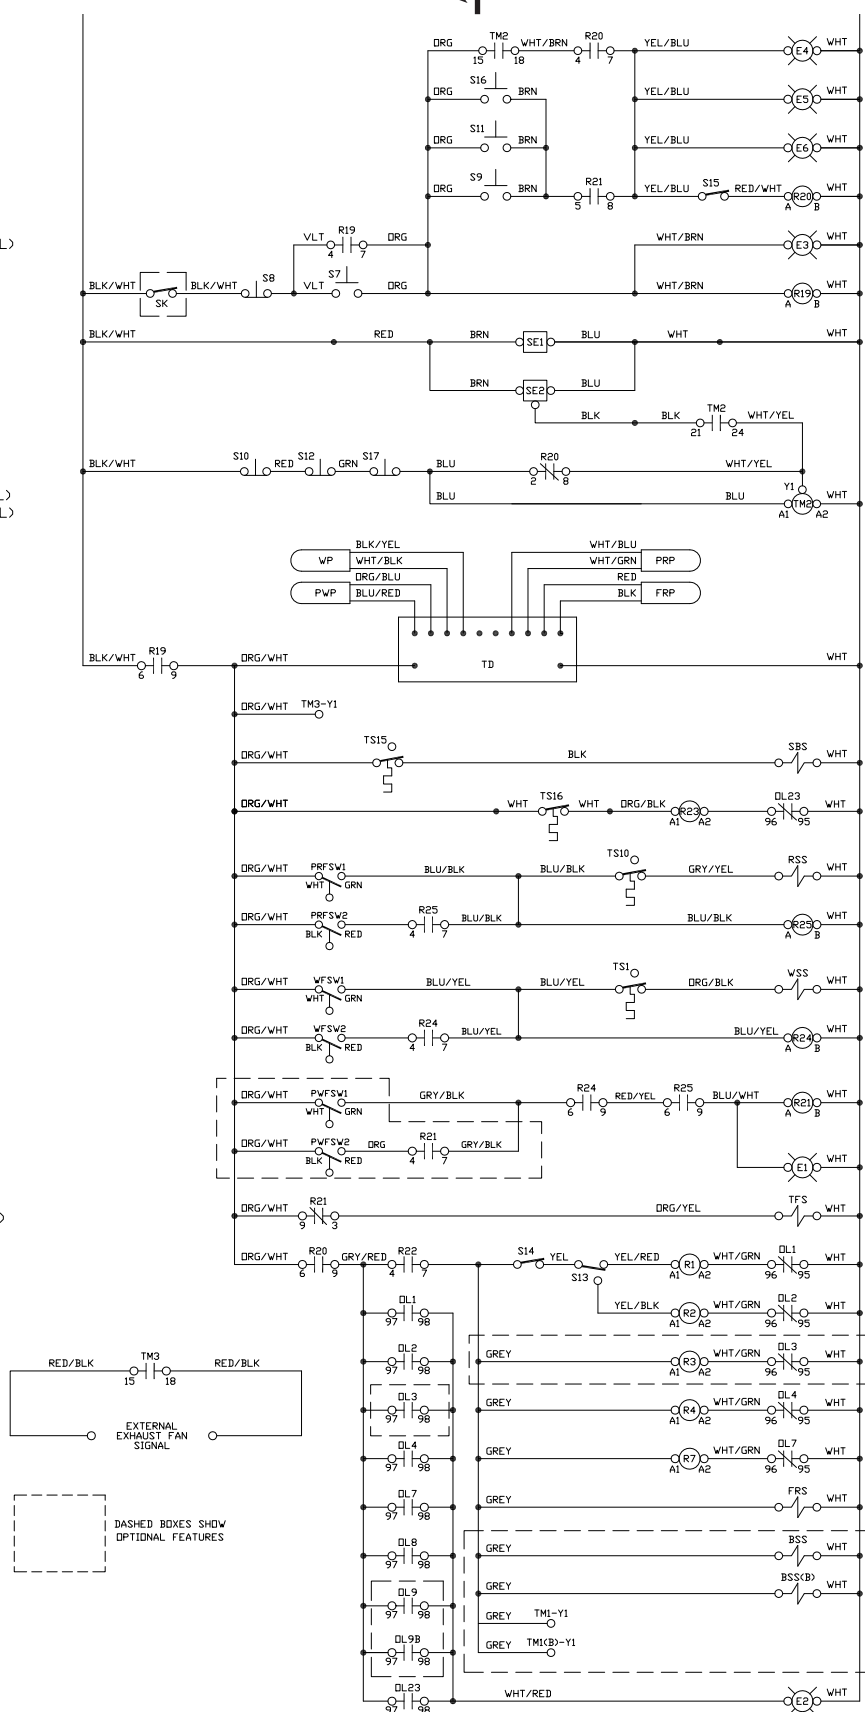 ORG TM2 WHT/BRN R20 YEL/BLU E4 WHT
15 18 4 7
S16
ORG BRN YEL/BLU E5 WHT
S11
ORG BRN YEL/BLU E6 WHT
S9 R21 S15
ORG BRN YEL/BLU RED/WHT R20 WHT
5 8 A B
R19
VLT ORG WHT/BRN E3 WHT
L)
4 7
BLK/WHT BLK/WHT S8 VLT S7 ORG WHT/BRN R19 WHT
SK A B
BLK/WHT RED BRN SE1 BLU WHT WHT
BRN SE2 BLU
BLK BLK TM2 WHT/YEL
21 24
BLK/WHT S10 RED S12 GRN S17 BLU R20 WHT/YEL
2 8 Y1
L)
L)
BLU BLU TM2 WHT
A1 A2
BLK/YEL WHT/BLU
WP WHT/BLK WHT/GRN PRP
ORG/BLU RED
PWP BLU/RED BLK FRP
BLK/WHT R19 ORG/WHT TD WHT
6 9
ORG/WHT TM3-Y1
TS15
ORG/WHT BLK SBS WHT
TS16 OL23
ORG/WHT WHT WHT ORG/BLK R23 WHT
A1 A2 96 95
TS10
ORG/WHT PRFSW1 BLU/BLK BLU/BLK GRY/YEL RSS WHT
WHT GRN
ORG/WHT PRFSW2 R25 BLU/BLK BLU/BLK R25 WHT
BLK RED 4 7 A B
TS1
ORG/WHT WFSW1 BLU/YEL BLU/YEL ORG/BLK WSS WHT
WHT GRN
ORG/WHT WFSW2 R24 BLU/YEL BLU/YEL R24 WHT
BLK RED 4 7 A B
ORG/WHT PWFSW1 GRY/BLK R24 RED/YEL R25 BLU/WHT R21 WHT
WHT GRN 6 9 6 9 A B
ORG/WHT PWFSW2 ORG R21 GRY/BLK
BLK RED 4 7
E1 WHT
ORG/WHT R21 ORG/YEL TFS WHT
9 3
ORG/WHT R20 GRY/RED R22 S14 YEL YEL/RED R1 WHT/GRN OL1 WHT
6 9 4 7 S13 A1 A2 96 95
OL1 YEL/BLK R2 WHT/GRN OL2 WHT
97 98 A1 A2 96 95
OL2 GREY R3 WHT/GRN OL3 WHT
97 98 A1 A2 96 95
RED/BLK TM3 RED/BLK
15 18
OL3 GREY R4 WHT/GRN OL4 WHT
97 98 A1 A2 96 95
EXTERNAL
EXHAUST FAN
SIGNAL
OL4 GREY R7 WHT/GRN OL7 WHT
97 98 A1 A2 96 95
OL7 GREY FRS WHT
97 98
DASHED BOXES SHOW
OPTIONAL FEATURES
OL8 GREY BSS WHT
97 98
OL9 GREY BSS(B) WHT
97 98
GREY TM1-Y1
OL9B GREY TM1(B)-Y1
97 98
OL23 WHT/RED E2 WHT
97 98